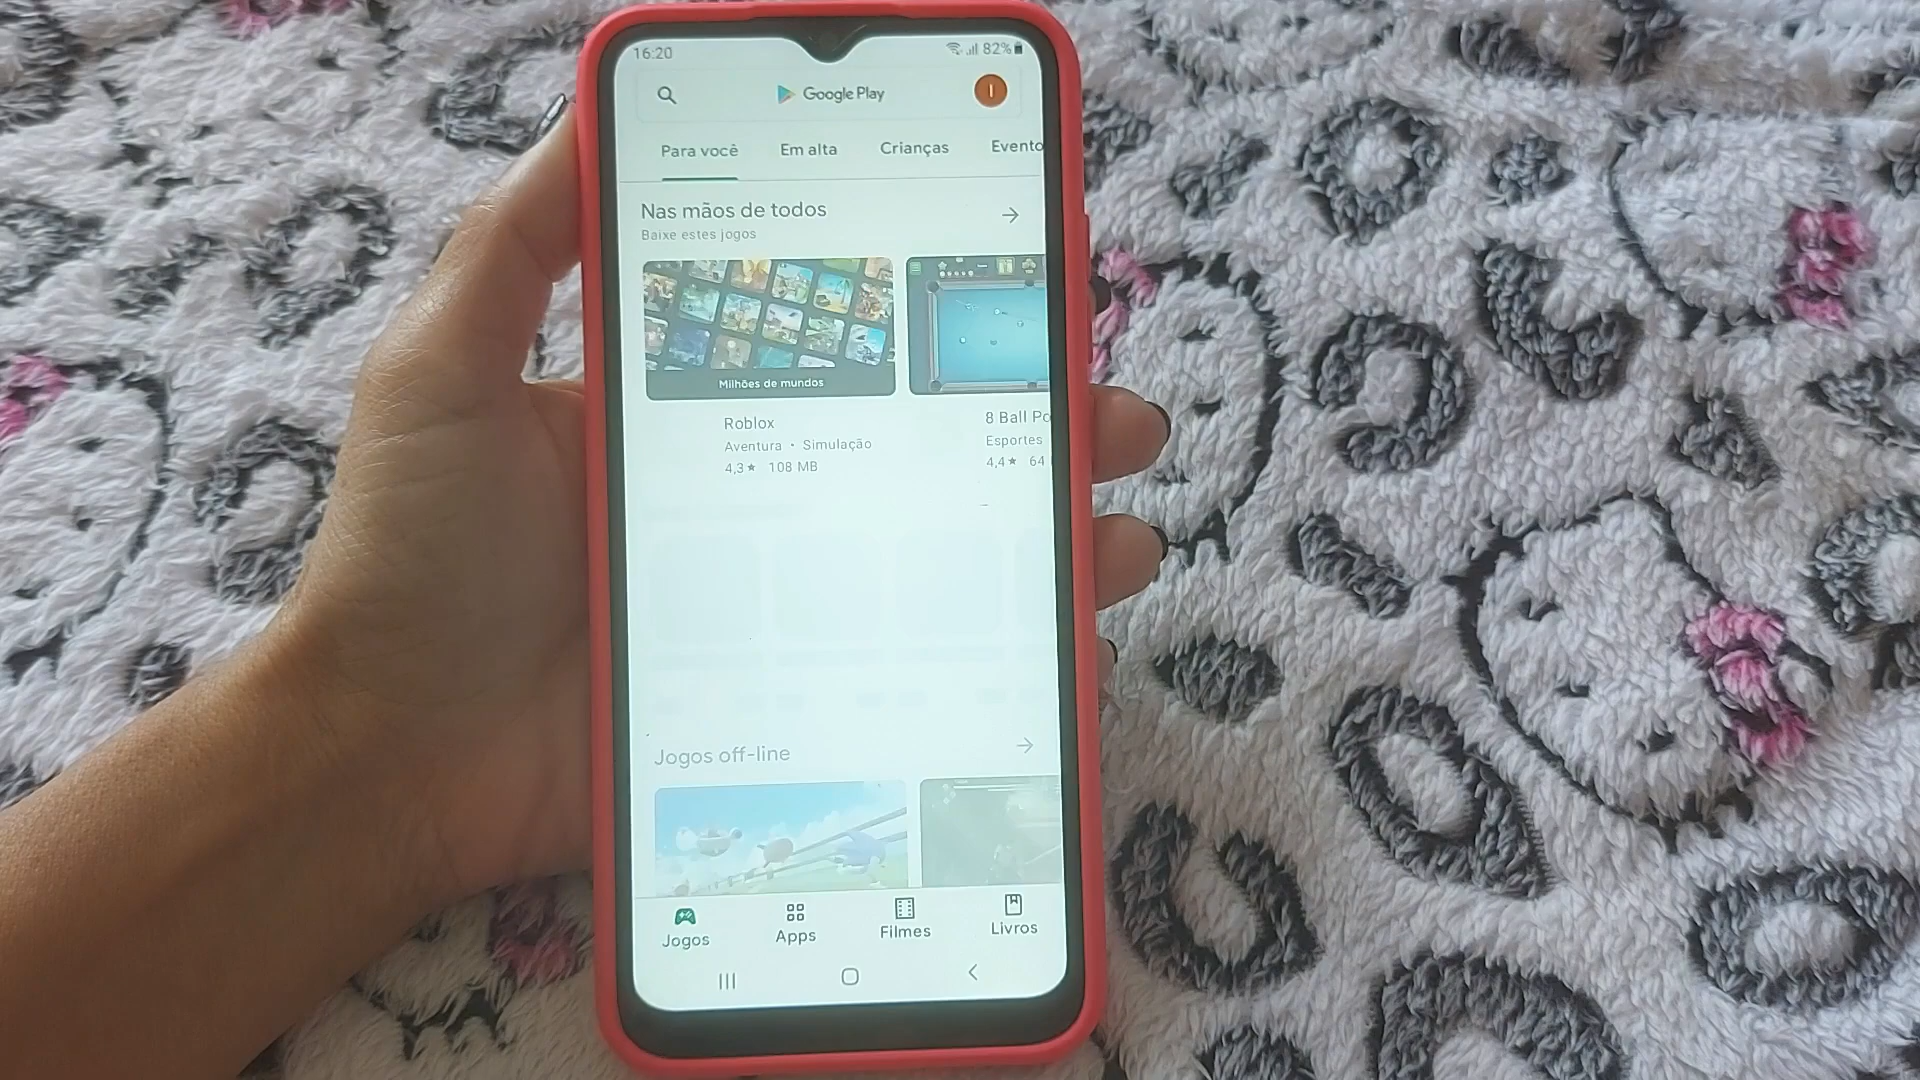 16:20
82%
Google Play
I
Para você
Em alta
Crianças
Evento
Nas mãos de todos
Baixe estes jogos
Milhões de mundos
Roblox
Aventura • Simulação
4,3★ 108 MB
8 Ball Po
Esportes
4,4★ 64
Jogos off-line
Jogos
Apps
Filmes
Livros